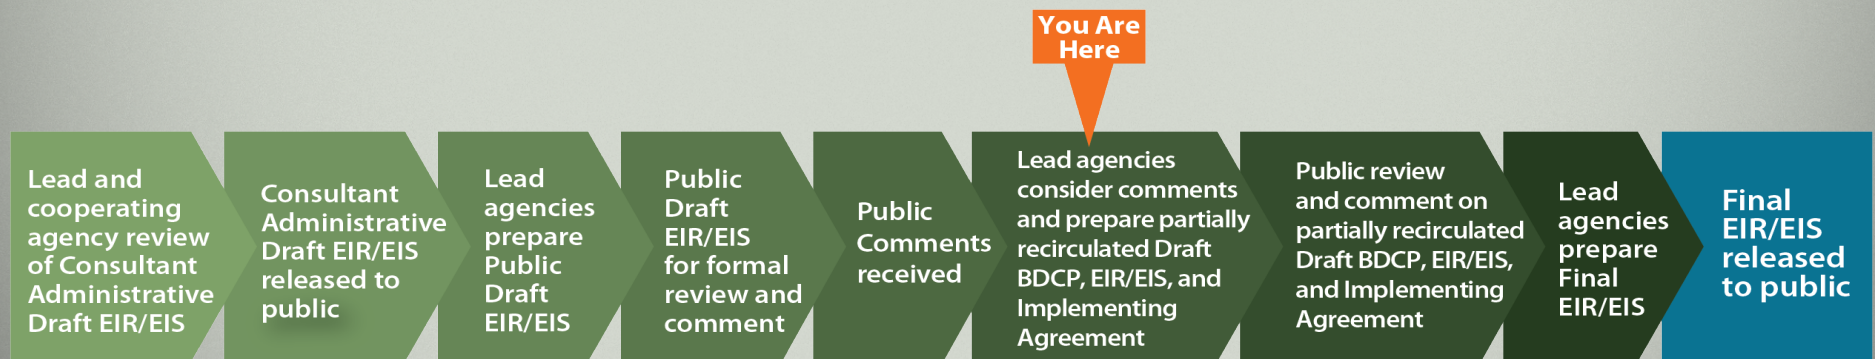 You Are
Here
Lead and
cooperating
agency review
of Consultant
Administrative
Draft EIR/EIS
Consultant
Administrative
Draft EIR/EIS
released to
public
Lead
agencies
prepare
Public
Draft
EIR/EIS
Public
Draft
EIR/EIS
for formal
review and
comment
Public
Comments
received
Lead agencies
consider comments
and prepare partially
recirculated Draft
BDCP, EIR/EIS, and
Implementing
Agreement
Public review
and comment on
partially recirculated
Draft BDCP, EIR/EIS,
and Implementing
Agreement
Lead
agencies
prepare
Final
EIR/EIS
Final
EIR/EIS
released
to public